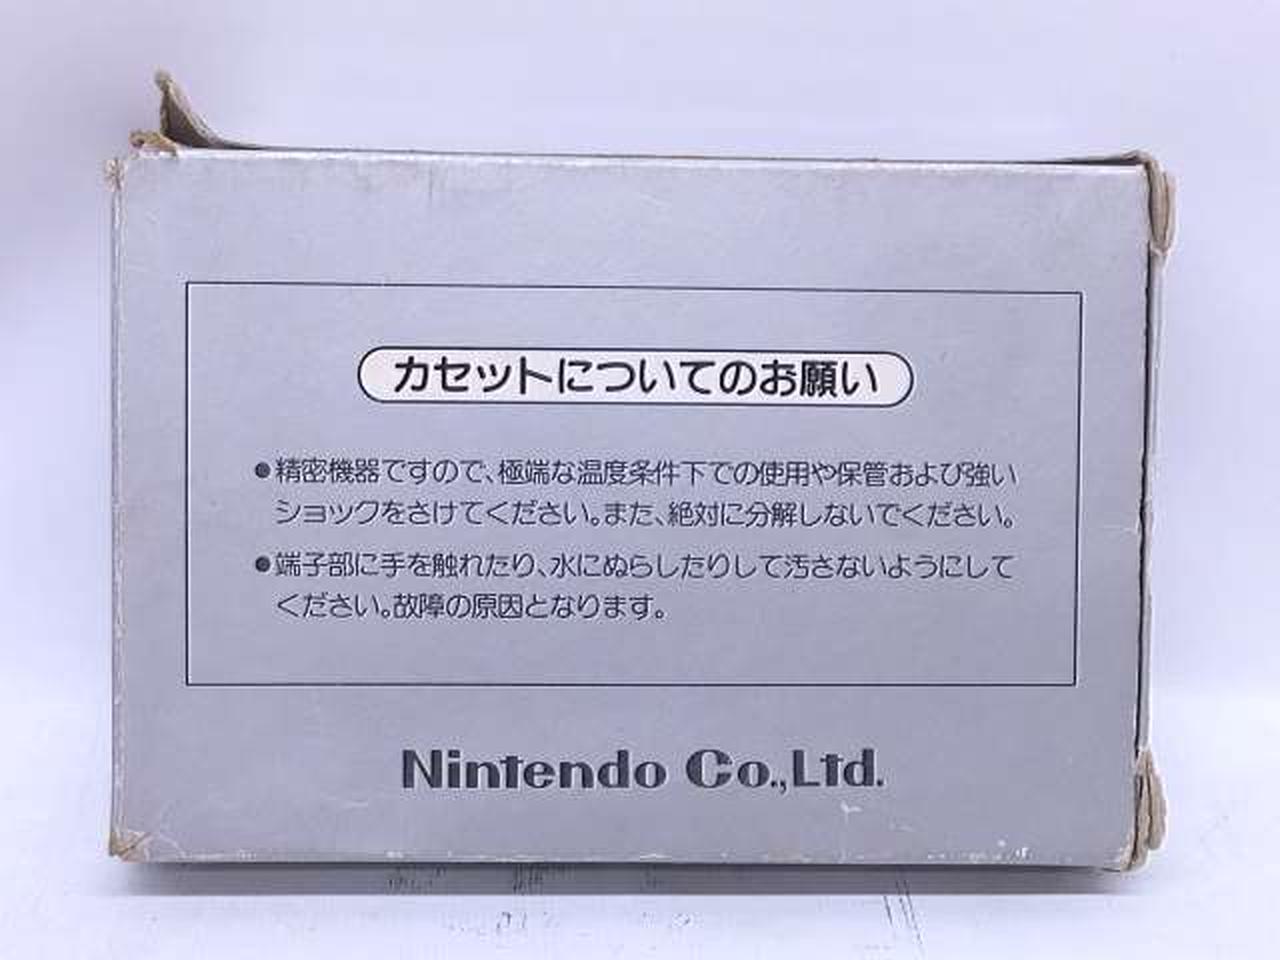 カセットについてのお願い
●精密機器ですので、極端な温度条件下での使用や保管および強い
ショックをさけてください。また、絶対に分解しないでください。
●端子部に手を触れたり、水にぬらしたりして汚さないようにして
ください。故障の原因となります。
Nintendo Co.,Ltd.